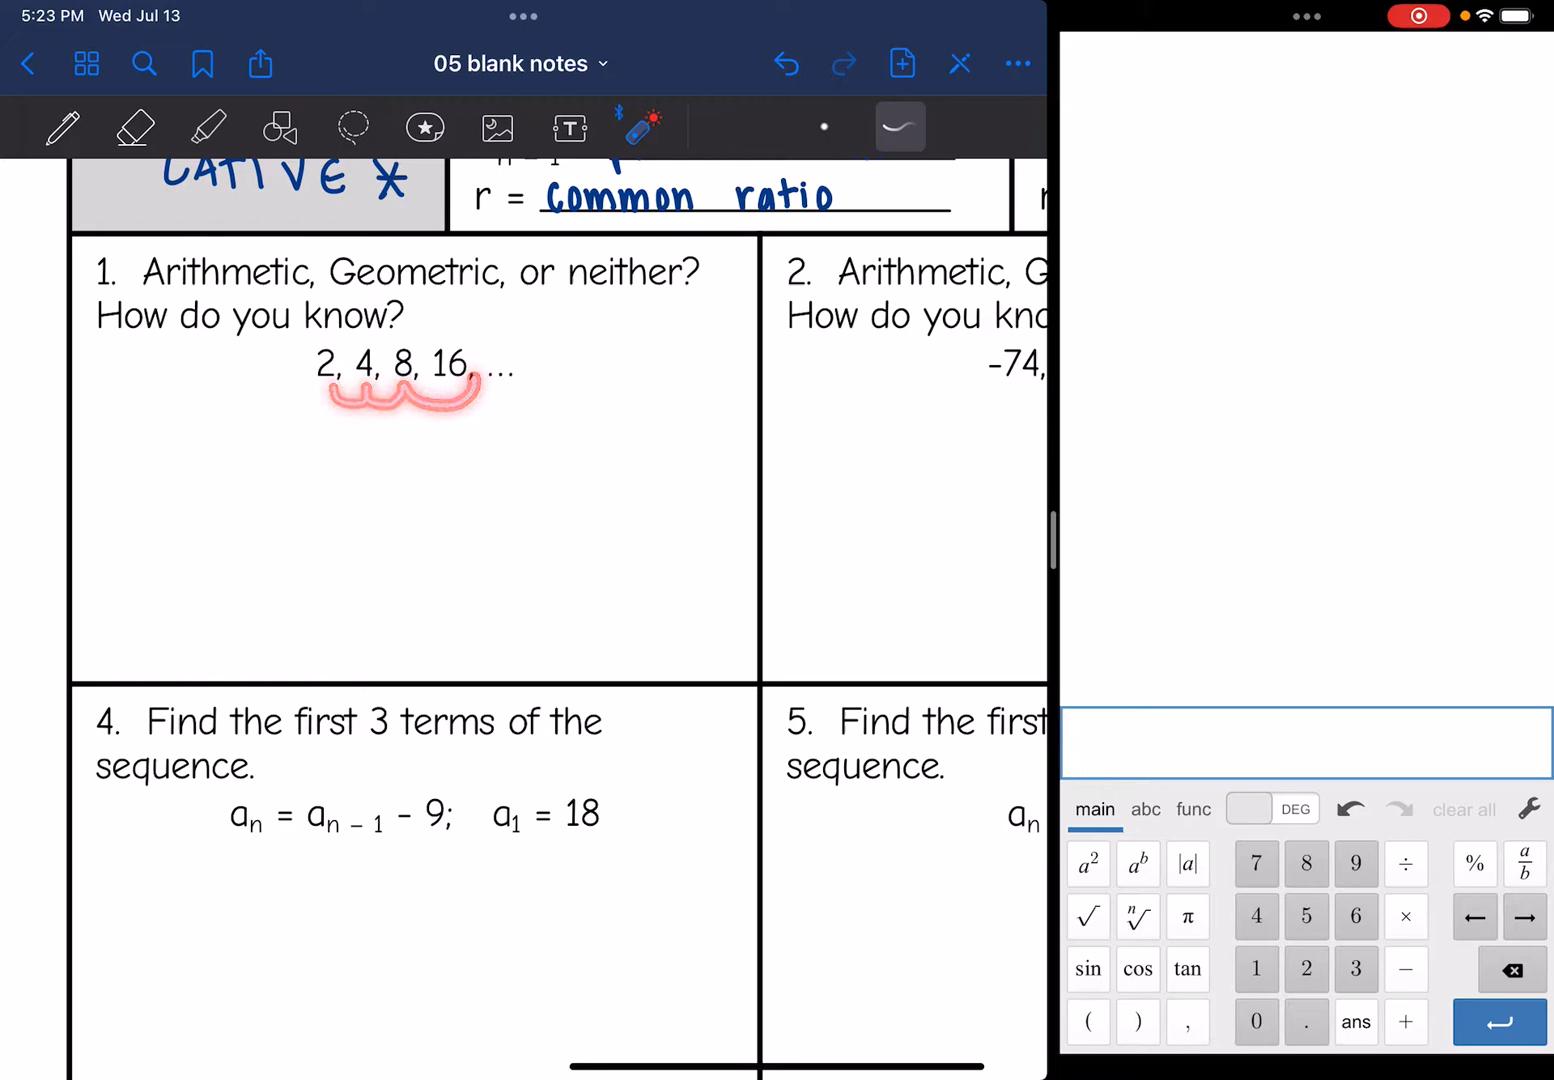 5:23 PM Wed Jul 13
05 blank notes
CATIVE *
r = common ratio
1. Arithmetic, Geometric, or neither?
How do you know?
2, 4, 8, 16, ...
2. Arithmetic, G
How do you kno
-74,
4. Find the first 3 terms of the
sequence.
aₙ = aₙ₋₁ - 9; a₁ = 18
5. Find the first
sequence.
aₙ
main abc func DEG clear all
a² aᵇ |a| 7 8 9 ÷ % a/b
√ ⁿ√ π 4 5 6 × ← →
sin cos tan 1 2 3 −
( ) , 0 . ans +